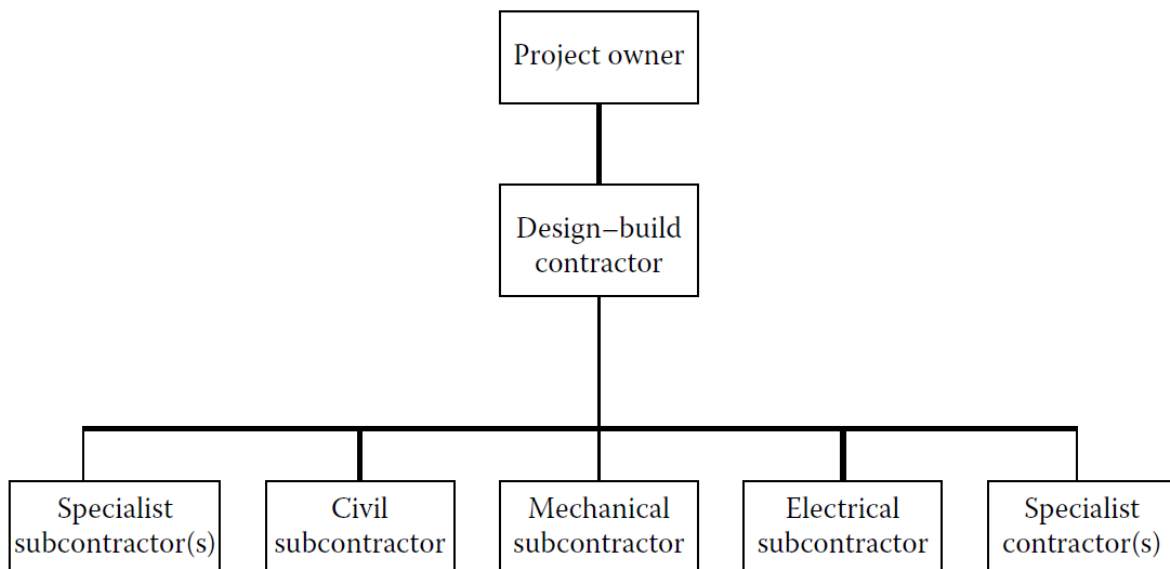 Project owner
Design–build
contractor
Specialist
subcontractor(s)
Civil
subcontractor
Mechanical
subcontractor
Electrical
subcontractor
Specialist
contractor(s)